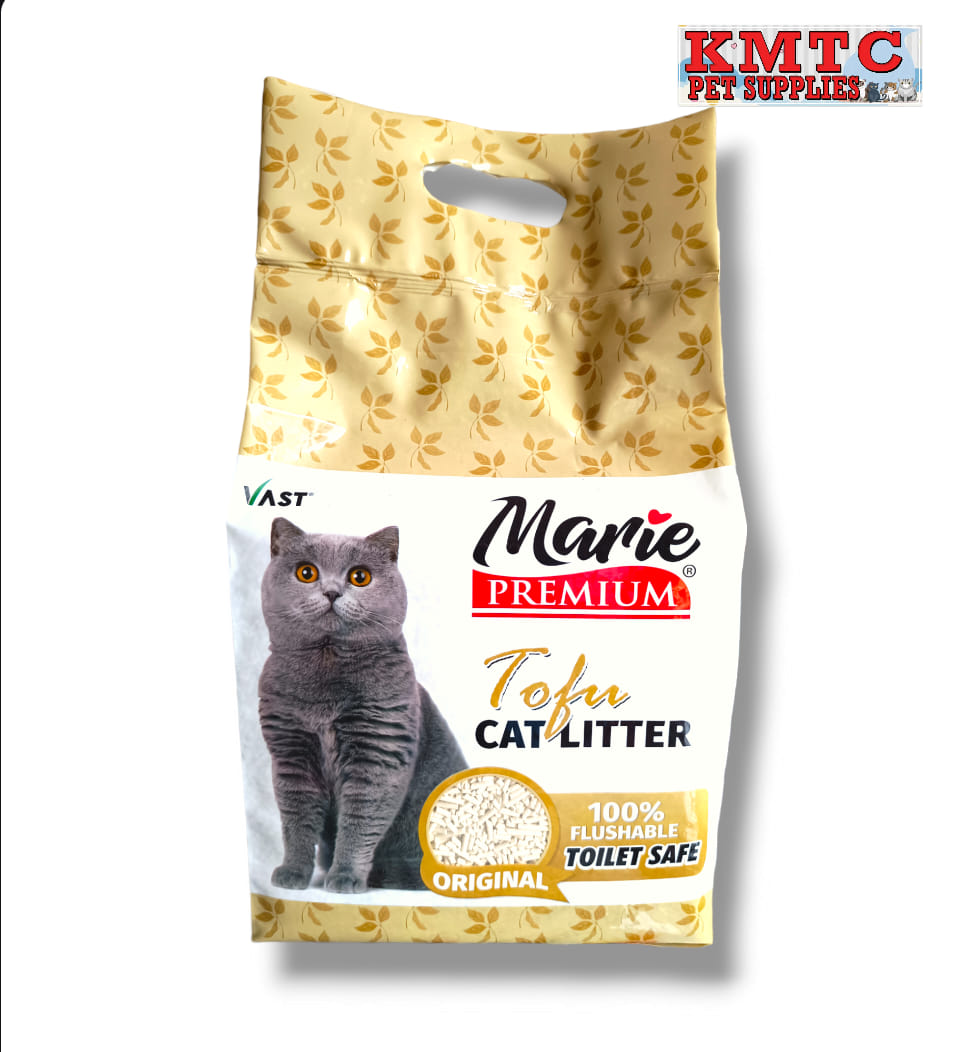 KMTC
PET SUPPLIES
VAST
Marie
PREMIUM®
Tofu
CAT LITTER
100%
FLUSHABLE
TOILET SAFE
ORIGINAL